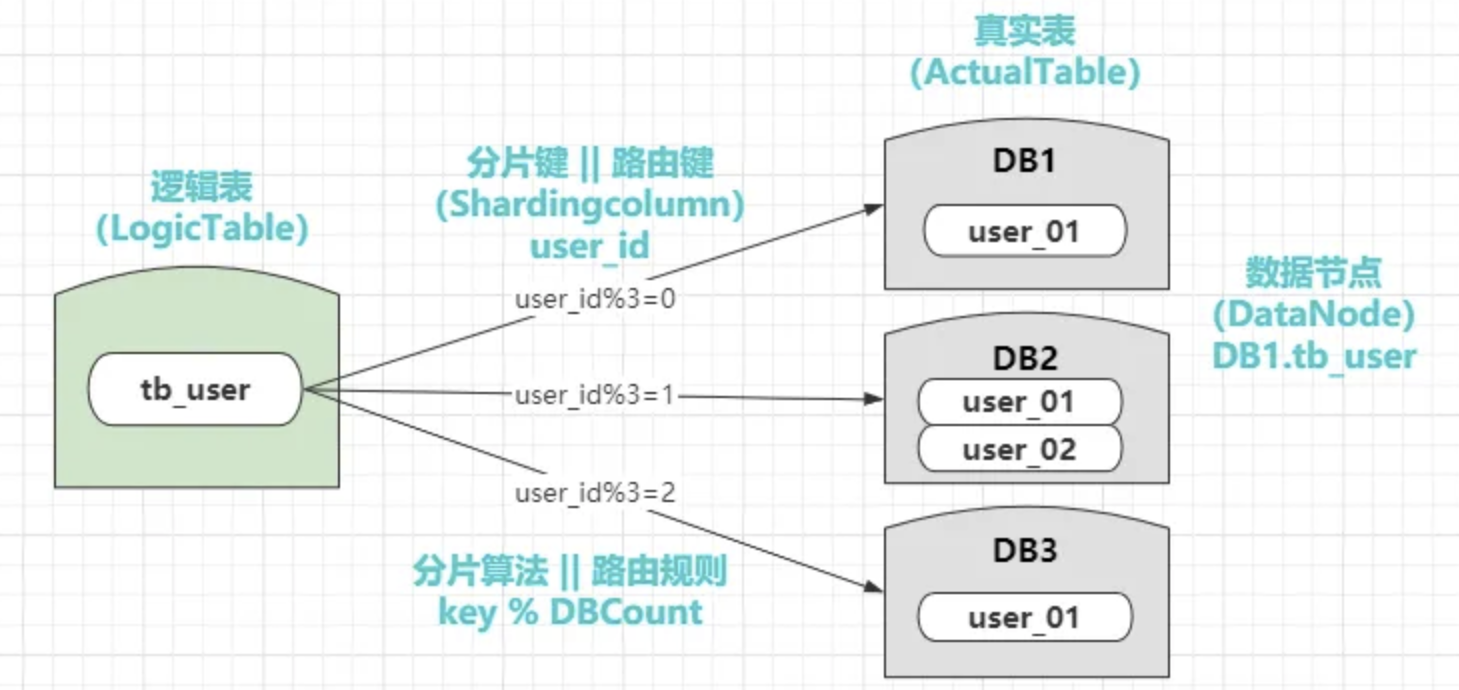 真实表
(ActualTable)
逻辑表
(LogicTable)
tb_user
分片键 || 路由键
(Shardingcolumn)
user_id
user_id%3=0
user_id%3=1
user_id%3=2
分片算法 || 路由规则
key % DBCount
DB1
user_01
DB2
user_01
user_02
DB3
user_01
数据节点
(DataNode)
DB1.tb_user